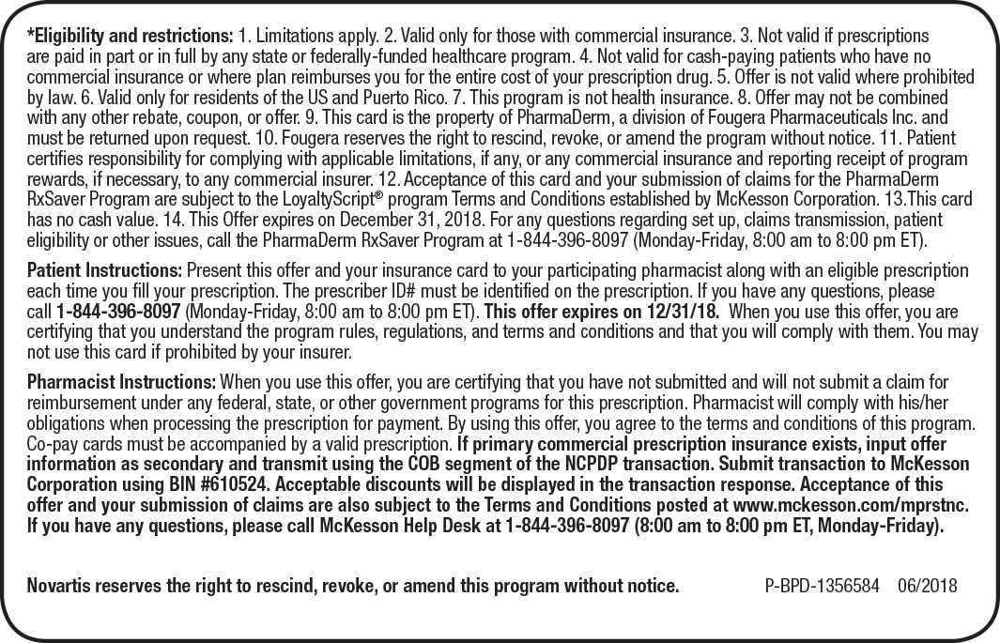 *Eligibility and restrictions: 1. Limitations apply. 2. Valid only for those with commercial insurance. 3. Not valid if prescriptions
are paid in part or in full by any state or federally-funded healthcare program. 4. Not valid for cash-paying patients who have no
commercial insurance or where plan reimburses you for the entire cost of your prescription drug. 5. Offer is not valid where prohibited
by law. 6. Valid only for residents of the US and Puerto Rico. 7. This program is not health insurance. 8. Offer may not be combined
with any other rebate, coupon, or offer. 9. This card is the property of PharmaDerm, a division of Fougera Pharmaceuticals Inc. and
must be returned upon request. 10. Fougera reserves the right to rescind, revoke, or amend the program without notice. 11. Patient
certifies responsibility for complying with applicable limitations, if any, or any commercial insurance and reporting receipt of program
rewards, if necessary, to any commercial insurer. 12. Acceptance of this card and your submission of claims for the PharmaDerm
RxSaver Program are subject to the LoyaltyScript® program Terms and Conditions established by McKesson Corporation. 13.This card
has no cash value. 14. This Offer expires on December 31, 2018. For any questions regarding set up, claims transmission, patient
eligibility or other issues, call the PharmaDerm RxSaver Program at 1-844-396-8097 (Monday-Friday, 8:00 am to 8:00 pm ET).
Patient Instructions: Present this offer and your insurance card to your participating pharmacist along with an eligible prescription
each time you fill your prescription. The prescriber ID# must be identified on the prescription. If you have any questions, please
call 1-844-396-8097 (Monday-Friday, 8:00 am to 8:00 pm ET). This offer expires on 12/31/18. When you use this offer, you are
certifying that you understand the program rules, regulations, and terms and conditions and that you will comply with them. You may
not use this card if prohibited by your insurer.
Pharmacist Instructions: When you use this offer, you are certifying that you have not submitted and will not submit a claim for
reimbursement under any federal, state, or other government programs for this prescription. Pharmacist will comply with his/her
obligations when processing the prescription for payment. By using this offer, you agree to the terms and conditions of this program.
Co-pay cards must be accompanied by a valid prescription. If primary commercial prescription insurance exists, input offer
information as secondary and transmit using the COB segment of the NCPDP transaction. Submit transaction to McKesson
Corporation using BIN #610524. Acceptable discounts will be displayed in the transaction response. Acceptance of this
offer and your submission of claims are also subject to the Terms and Conditions posted at www.mckesson.com/mprstnc.
If you have any questions, please call McKesson Help Desk at 1-844-396-8097 (8:00 am to 8:00 pm ET, Monday-Friday).
Novartis reserves the right to rescind, revoke, or amend this program without notice. P-BPD-1356584 06/2018